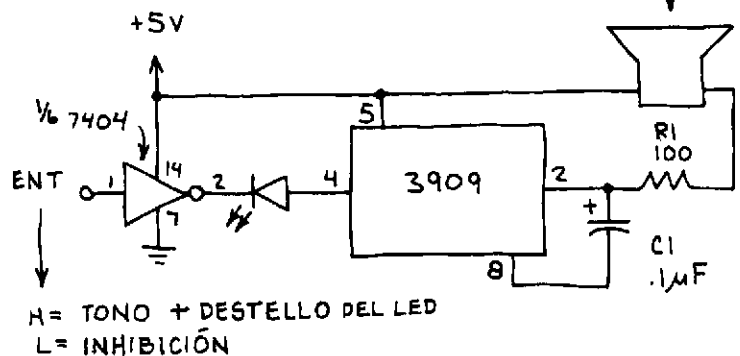 +5V
1/6 7404
5
R1
100
14
ENT
1
2
4
3909
2
7
+
C1
.1µF
8
H= TONO + DESTELLO DEL LED
L= INHIBICIÓN